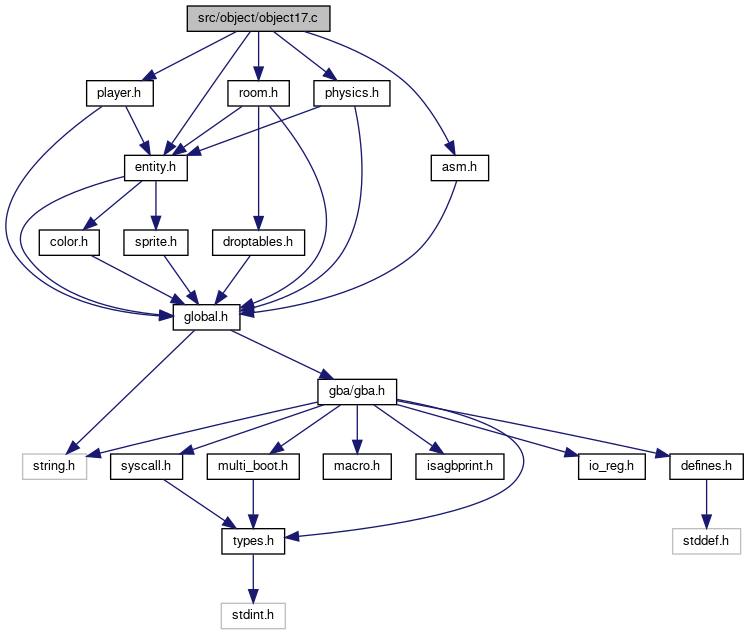 src/object/object17.c
player.h
room.h
physics.h
entity.h
asm.h
color.h
sprite.h
droptables.h
global.h
gba/gba.h
string.h
syscall.h
multi_boot.h
macro.h
isagbprint.h
io_reg.h
defines.h
types.h
stddef.h
stdint.h